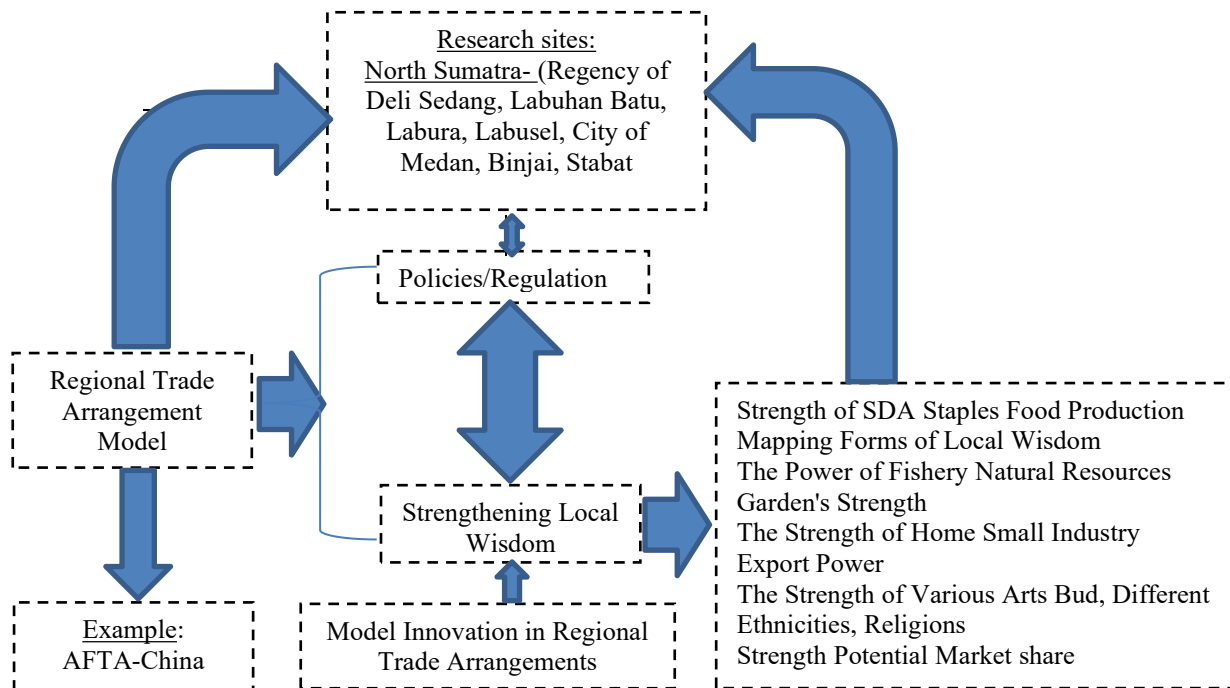 Research sites:
North Sumatra- (Regency of
Deli Sedang, Labuhan Batu,
Labura, Labusel, City of
Medan, Binjai, Stabat
Policies/Regulation
Regional Trade
Arrangement
Model
Strengthening Local
Wisdom
Strength of SDA Staples Food Production
Mapping Forms of Local Wisdom
The Power of Fishery Natural Resources
Garden's Strength
The Strength of Home Small Industry
Export Power
The Strength of Various Arts Bud, Different
Ethnicities, Religions
Strength Potential Market share
Example:
AFTA-China
Model Innovation in Regional
Trade Arrangements